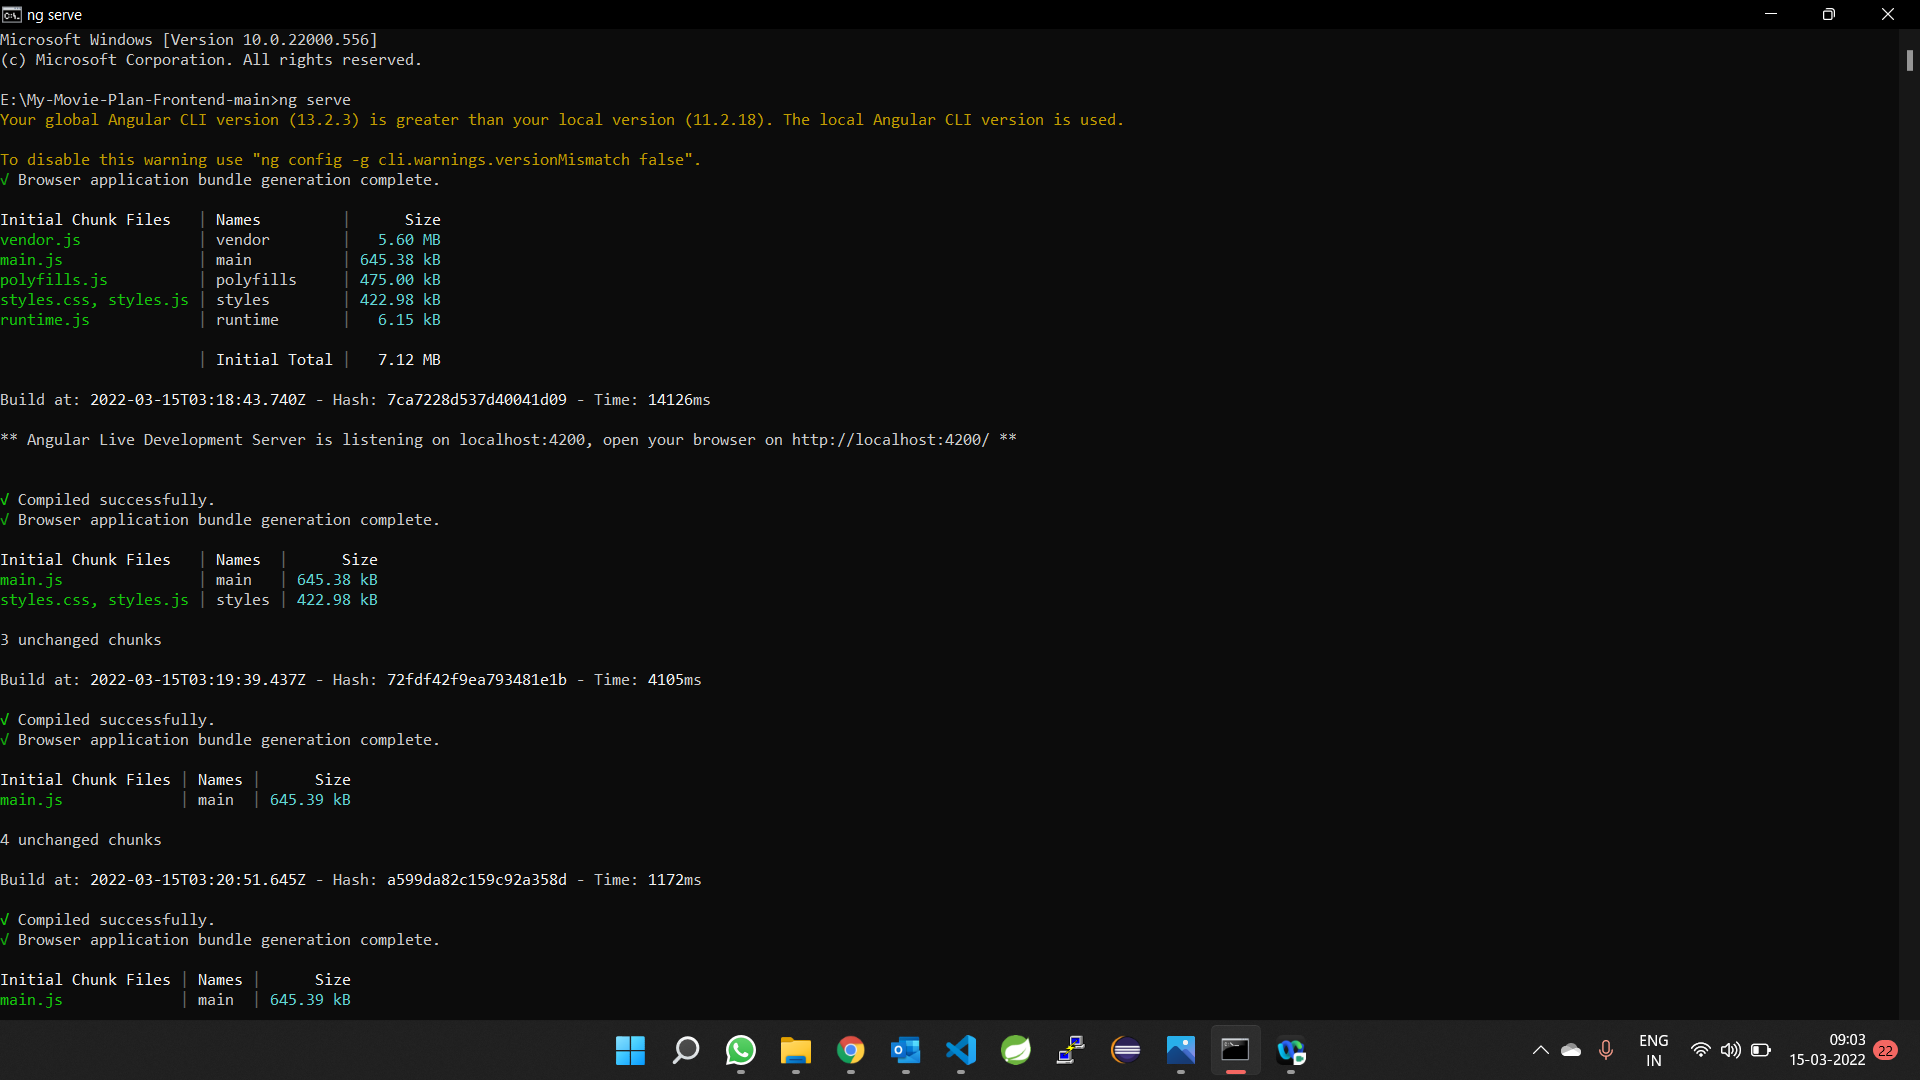 ng serve
Microsoft Windows [Version 10.0.22000.556]
(c) Microsoft Corporation. All rights reserved.
E:\My-Movie-Plan-Frontend-main>ng serve
Your global Angular CLI version (13.2.3) is greater than your local version (11.2.18). The local Angular CLI version is used.
To disable this warning use "ng config -g cli.warnings.versionMismatch false".
√ Browser application bundle generation complete.
Initial Chunk Files | Names | Size
vendor.js | vendor | 5.60 MB
main.js | main | 645.38 kB
polyfills.js | polyfills | 475.00 kB
styles.css, styles.js | styles | 422.98 kB
runtime.js | runtime | 6.15 kB
| Initial Total | 7.12 MB
Build at: 2022-03-15T03:18:43.740Z - Hash: 7ca7228d537d40041d09 - Time: 14126ms
** Angular Live Development Server is listening on localhost:4200, open your browser on http://localhost:4200/ **
√ Compiled successfully.
√ Browser application bundle generation complete.
Initial Chunk Files | Names | Size
main.js | main | 645.38 kB
styles.css, styles.js | styles | 422.98 kB
3 unchanged chunks
Build at: 2022-03-15T03:19:39.437Z - Hash: 72fdf42f9ea793481e1b - Time: 4105ms
√ Compiled successfully.
√ Browser application bundle generation complete.
Initial Chunk Files | Names | Size
main.js | main | 645.39 kB
4 unchanged chunks
Build at: 2022-03-15T03:20:51.645Z - Hash: a599da82c159c92a358d - Time: 1172ms
√ Compiled successfully.
√ Browser application bundle generation complete.
Initial Chunk Files | Names | Size
main.js | main | 645.39 kB
ENG
IN
09:03
15-03-2022
22